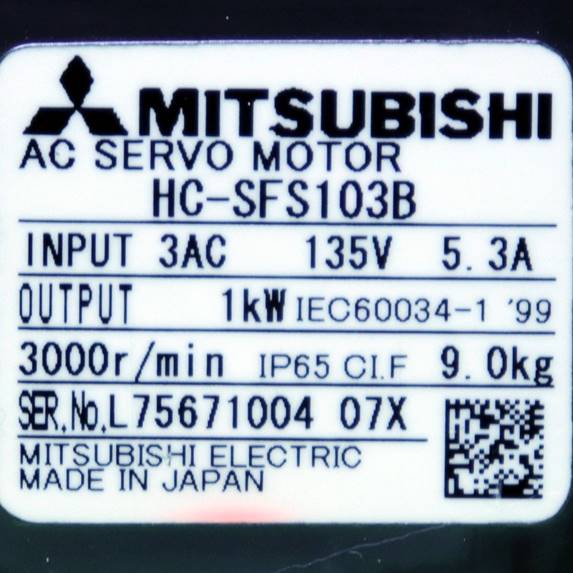 MITSUBISHI
AC SERVO MOTOR
HC-SFS103B
INPUT 3AC 135V 5.3A
OUTPUT 1kW IEC60034-1 '99
3000r/min IP65 CI.F 9.0kg
SER.No.L75671004 07X
MITSUBISHI ELECTRIC
MADE IN JAPAN